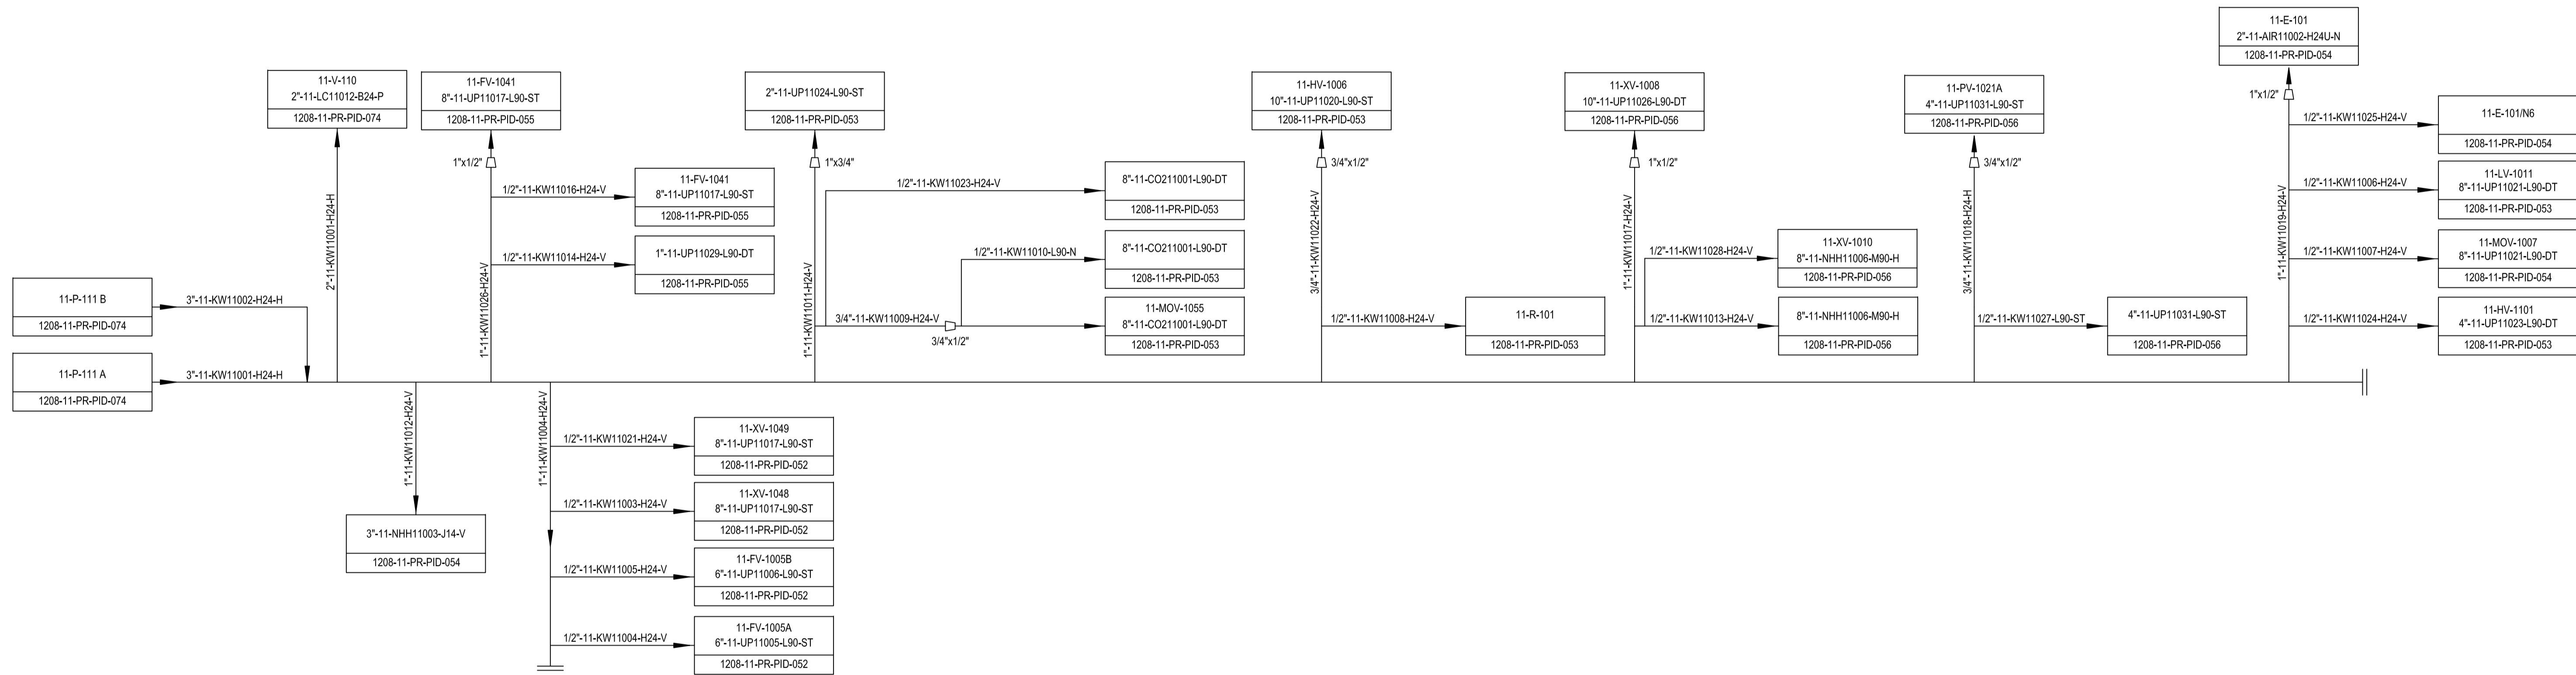 11-E-101
2"-11-AIR11002-H24U-N
1208-11-PR-PID-054
11-V-110
2"-11-LC11012-B24-P
1208-11-PR-PID-074
11-FV-1041
8"-11-UP11017-L90-ST
1208-11-PR-PID-055
2"-11-UP11024-L90-ST
1208-11-PR-PID-053
11-HV-1006
10"-11-UP11020-L90-ST
1208-11-PR-PID-053
11-XV-1008
10"-11-UP11026-L90-DT
1208-11-PR-PID-056
11-PV-1021A
4"-11-UP11031-L90-ST
1208-11-PR-PID-056
1"x1/2"
1"x1/2"
1"x3/4"
3/4"x1/2"
1"x1/2"
3/4"x1/2"
1/2"-11-KW11025-H24-V
11-E-101/N6
1208-11-PR-PID-054
2"-11-KW11001-H24-H
1/2"-11-KW11016-H24-V
11-FV-1041
8"-11-UP11017-L90-ST
1208-11-PR-PID-055
1/2"-11-KW11014-H24-V
1"-11-UP11029-L90-DT
1208-11-PR-PID-055
1"-11-KW11026-H24-V
1/2"-11-KW11023-H24-V
8"-11-CO211001-L90-DT
1208-11-PR-PID-053
1/2"-11-KW11010-L90-N
8"-11-CO211001-L90-DT
1208-11-PR-PID-053
1"-11-KW11011-H24-V
3/4"-11-KW11009-H24-V
3/4"x1/2"
11-MOV-1055
8"-11-CO211001-L90-DT
1208-11-PR-PID-053
3/4"-11-KW11022-H24-V
1/2"-11-KW11008-H24-V
11-R-101
1208-11-PR-PID-053
1"-11-KW11017-H24-V
1/2"-11-KW11028-H24-V
11-XV-1010
8"-11-NHH11006-M90-H
1208-11-PR-PID-056
1/2"-11-KW11013-H24-V
8"-11-NHH11006-M90-H
1208-11-PR-PID-056
3/4"-11-KW11018-H24-H
1/2"-11-KW11027-L90-ST
4"-11-UP11031-L90-ST
1208-11-PR-PID-056
1"-11-KW11019-H24-V
1/2"-11-KW11006-H24-V
11-LV-1011
8"-11-UP11021-L90-DT
1208-11-PR-PID-053
1/2"-11-KW11007-H24-V
11-MOV-1007
8"-11-UP11021-L90-DT
1208-11-PR-PID-054
1/2"-11-KW11024-H24-V
11-HV-1101
4"-11-UP11023-L90-DT
1208-11-PR-PID-053
11-P-111 B
1208-11-PR-PID-074
3"-11-KW11002-H24-H
11-P-111 A
1208-11-PR-PID-074
3"-11-KW11001-H24-H
1"-11-KW11012-H24-V
3"-11-NHH11003-J14-V
1208-11-PR-PID-054
1"-11-KW11004-H24-V
1/2"-11-KW11021-H24-V
11-XV-1049
8"-11-UP11017-L90-ST
1208-11-PR-PID-052
1/2"-11-KW11003-H24-V
11-XV-1048
8"-11-UP11017-L90-ST
1208-11-PR-PID-052
1/2"-11-KW11005-H24-V
11-FV-1005B
6"-11-UP11006-L90-ST
1208-11-PR-PID-052
1/2"-11-KW11004-H24-V
11-FV-1005A
6"-11-UP11005-L90-ST
1208-11-PR-PID-052